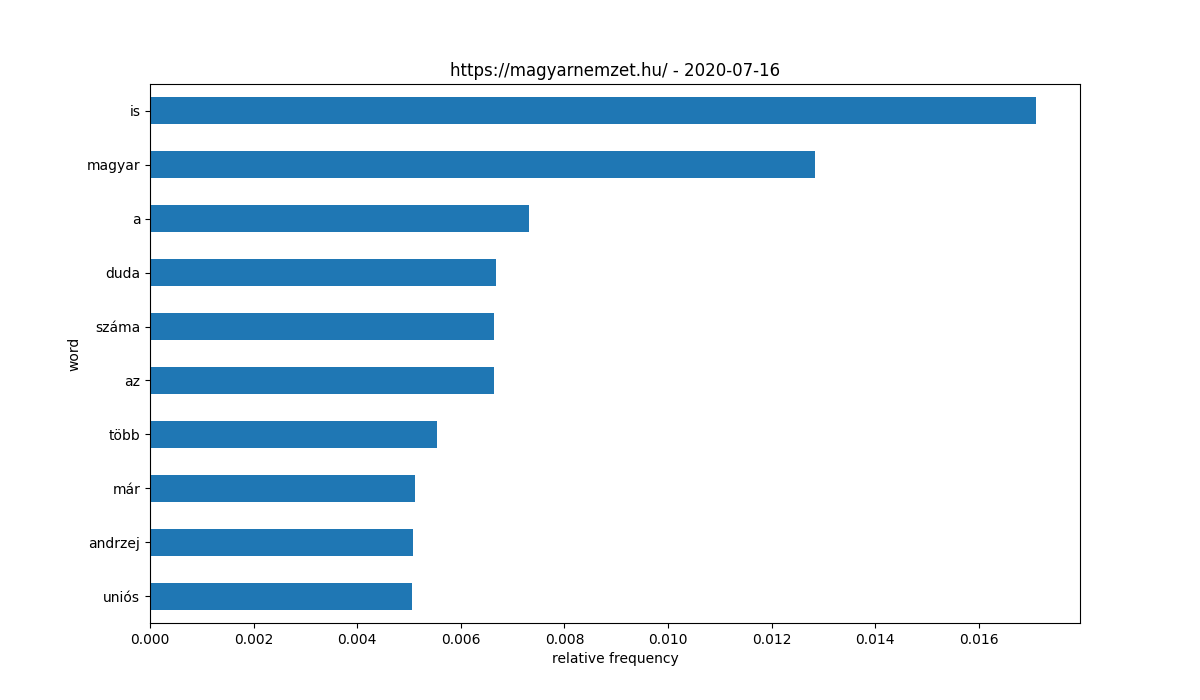 https://magyarnemzet.hu/ - 2020-07-16
is
magyar
a
duda
száma
az
több
már
andrzej
uniós
word
0.000 0.002 0.004 0.006 0.008 0.010 0.012 0.014 0.016
relative frequency